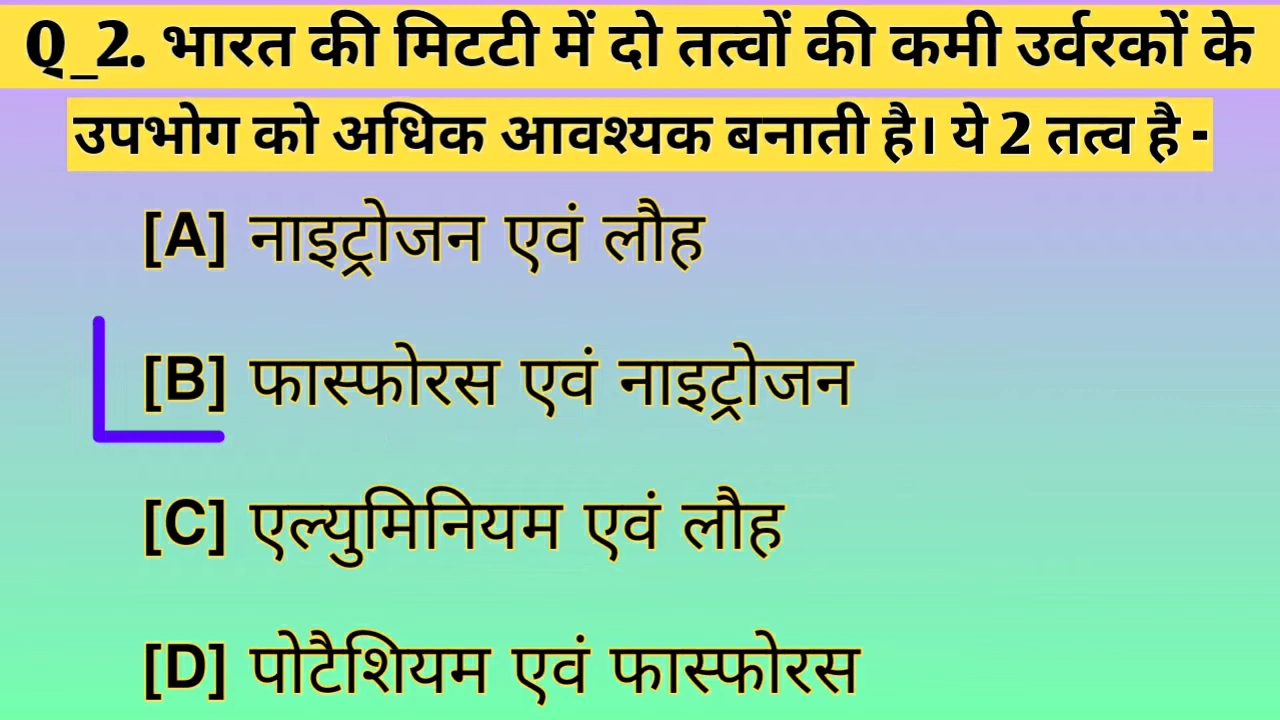 Q_2. भारत की मिटटी में दो तत्वों की कमी उर्वरकों के
उपभोग को अधिक आवश्यक बनाती है। ये 2 तत्व है -
[A] नाइट्रोजन एवं लौह
[B] फास्फोरस एवं नाइट्रोजन
[C] एल्युमिनियम एवं लौह
[D] पोटैशियम एवं फास्फोरस